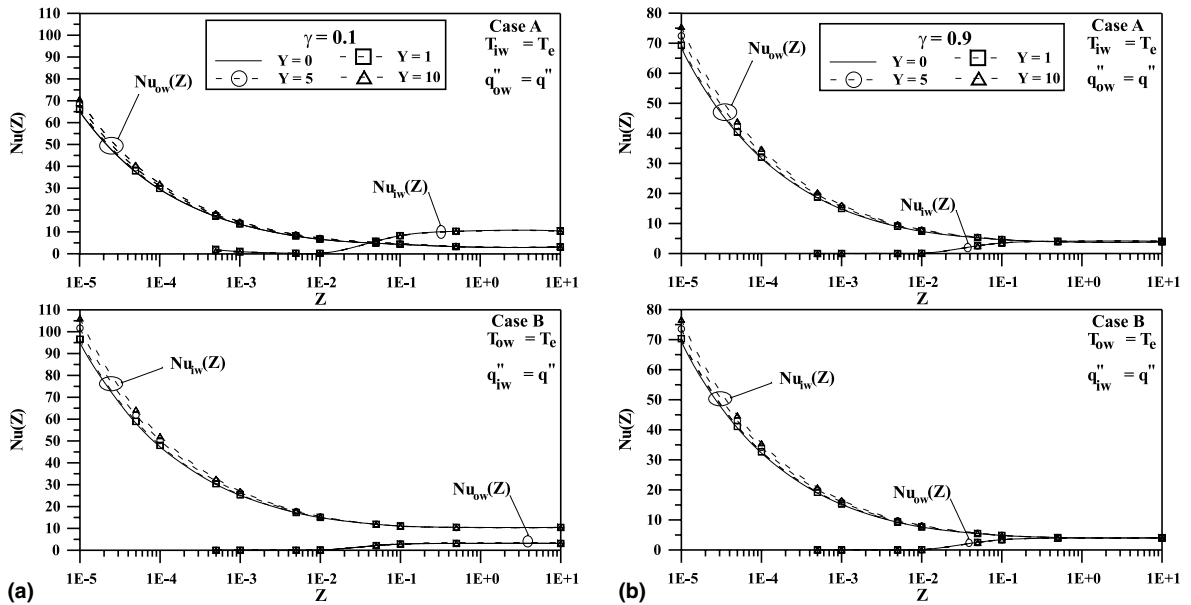 110
100
90
80
70
60
50
40
30
20
10
0
Nu(Z)
γ = 0.1
Y = 0
Y = 1
Y = 5
Y = 10
Case A
T_iw = T_e
q"_ow = q"
Nu_ow(Z)
Nu_iw(Z)
1E-5 1E-4 1E-3 1E-2 1E-1 1E+0 1E+1
Z
80
70
60
50
40
30
20
10
0
Nu(Z)
γ = 0.9
Y = 0
Y = 1
Y = 5
Y = 10
Case A
T_iw = T_e
q"_ow = q"
Nu_ow(Z)
Nu_iw(Z)
1E-5 1E-4 1E-3 1E-2 1E-1 1E+0 1E+1
Z
110
100
90
80
70
60
50
40
30
20
10
0
Nu(Z)
Case B
T_ow = T_e
q"_iw = q"
Nu_iw(Z)
Nu_ow(Z)
1E-5 1E-4 1E-3 1E-2 1E-1 1E+0 1E+1
Z
(a)
80
70
60
50
40
30
20
10
0
Nu(Z)
Case B
T_ow = T_e
q"_iw = q"
Nu_iw(Z)
Nu_ow(Z)
1E-5 1E-4 1E-3 1E-2 1E-1 1E+0 1E+1
Z
(b)